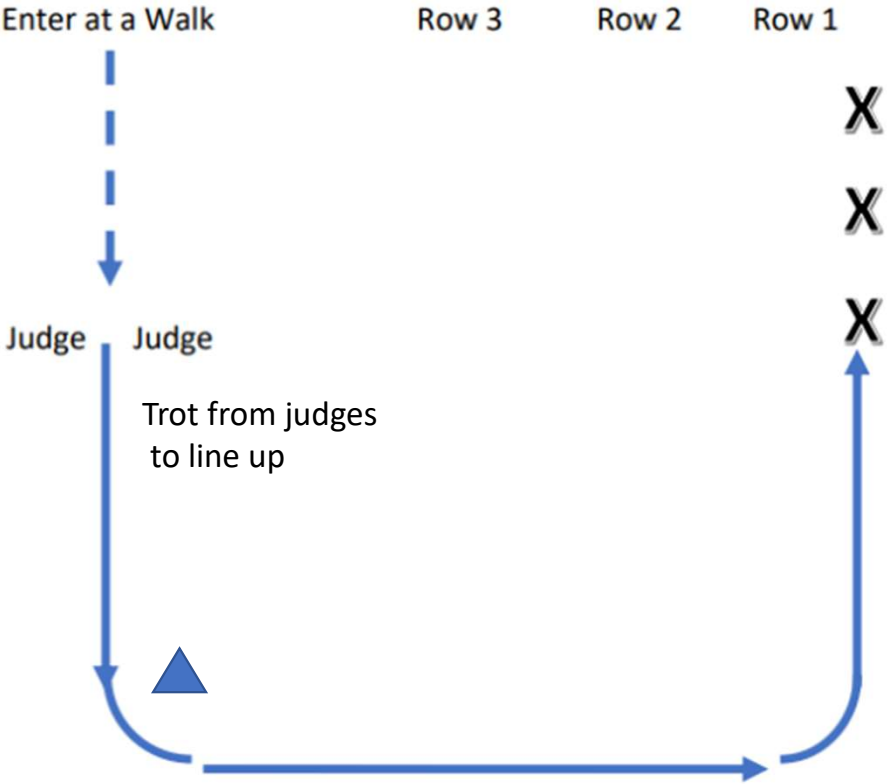 Enter at a Walk Row 3 Row 2 Row 1
X
X
Judge Judge X
Trot from judges
to line up